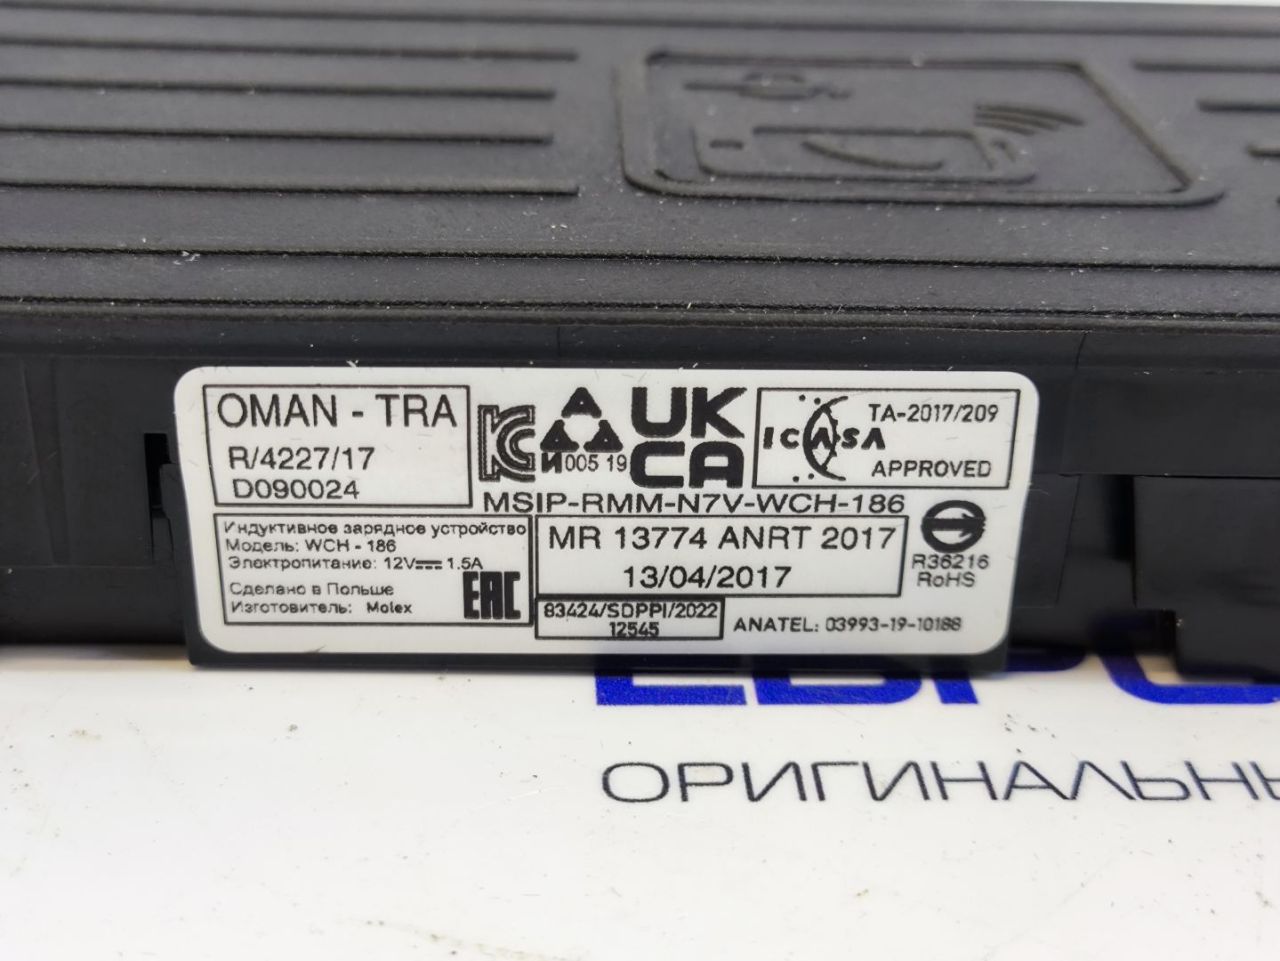 OMAN - TRA
R/4227/17
D090024
И005 19
UK
CA
ICASA
TA-2017/209
APPROVED
MSIP-RMM-N7V-WCH-186
Индуктивное зарядное устройство
Модель: WCH - 186
Электропитание: 12V⎓ 1.5A
Сделано в Польше
Изготовитель: Molex
EAC
MR 13774 ANRT 2017
13/04/2017
R36216
RoHS
83424/SDPPI/2022
12545
ANATEL: 03993-19-10188